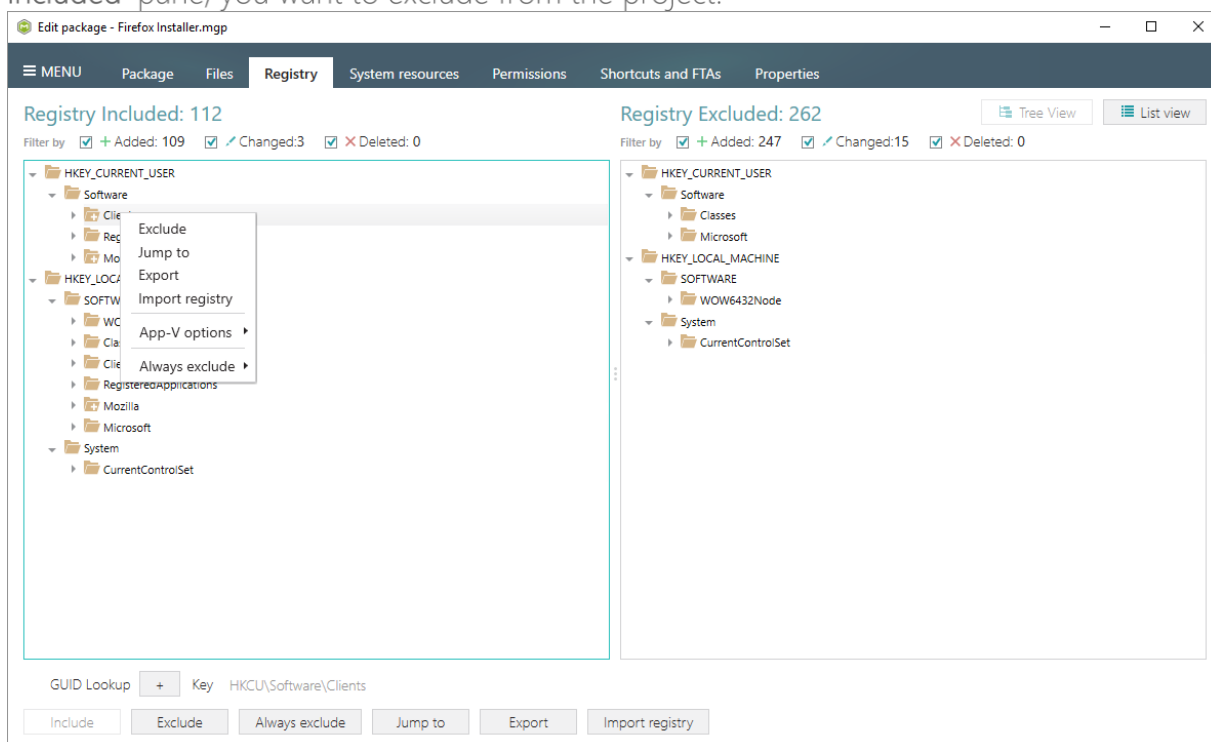 Included' pane, you want to exclude from the project.
Edit package - Firefox Installer.mgp
MENU Package Files Registry System resources Permissions Shortcuts and FTAs Properties
Registry Included: 112
Filter by + Added: 109 Changed:3 Deleted: 0
HKEY_CURRENT_USER
Software
Exclude
Jump to
Export
Import registry
App-V options
Always exclude
RegisteredApplications
Mozilla
Microsoft
System
CurrentControlSet
Registry Excluded: 262
Tree View
List view
Filter by + Added: 247 Changed:15 Deleted: 0
HKEY_CURRENT_USER
Software
Classes
Microsoft
HKEY_LOCAL_MACHINE
SOFTWARE
WOW6432Node
System
CurrentControlSet
GUID Lookup + Key HKCU\Software\Clients
Include Exclude Always exclude Jump to Export Import registry